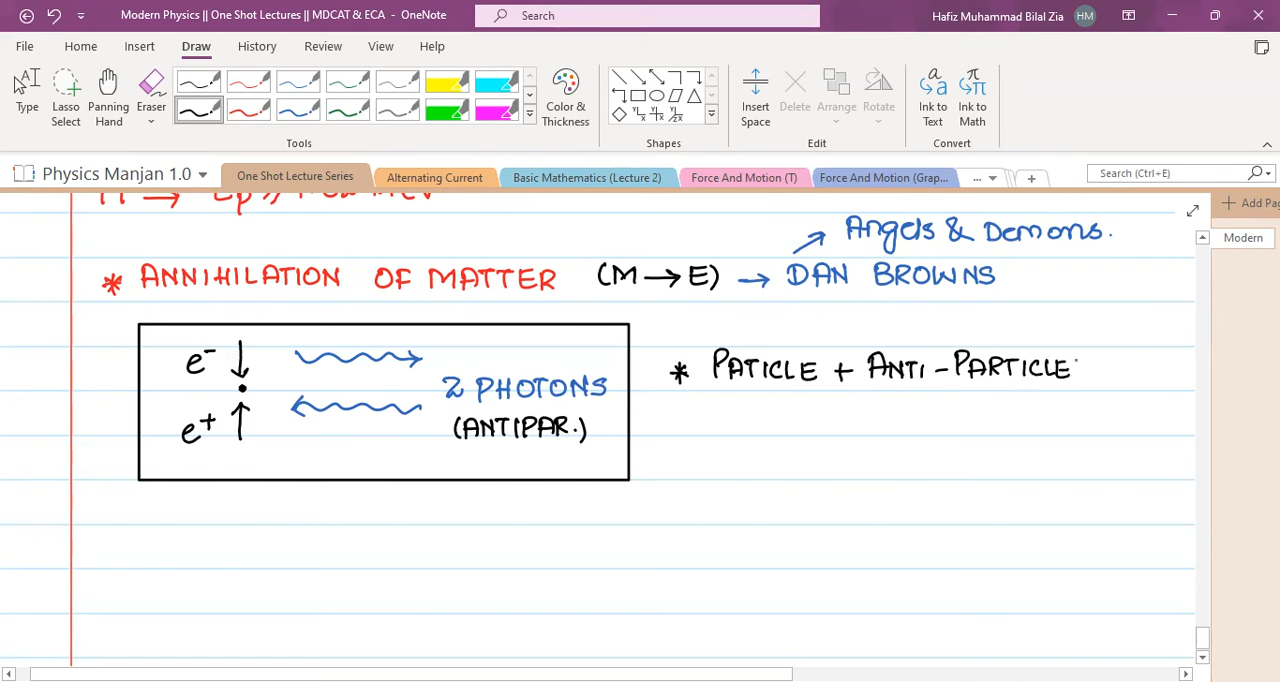 Modern Physics || One Shot Lectures || MDCAT & ECA - OneNote
Search
Hafiz Muhammad Bilal Zia HM
File Home Insert Draw History Review View Help
Type
Lasso Select
Panning Hand
Eraser
Color & Thickness
Insert Space
Delete
Arrange
Rotate
Ink to Text
Ink to Math
Tools
Shapes
Edit
Convert
Physics Manjan 1.0
One Shot Lecture Series
Alternating Current
Basic Mathematics (Lecture 2)
Force And Motion (T)
Force And Motion (Grap...
...
Search (Ctrl+E)
Add Pag
Modern
→ Angels & Demons.
* ANNIHILATION OF MATTER (M → E) → DAN BROWNS
e⁻ ↓
2 PHOTONS
e⁺ ↑
(ANTIPAR.)
* PATICLE + ANTI-PARTICLE